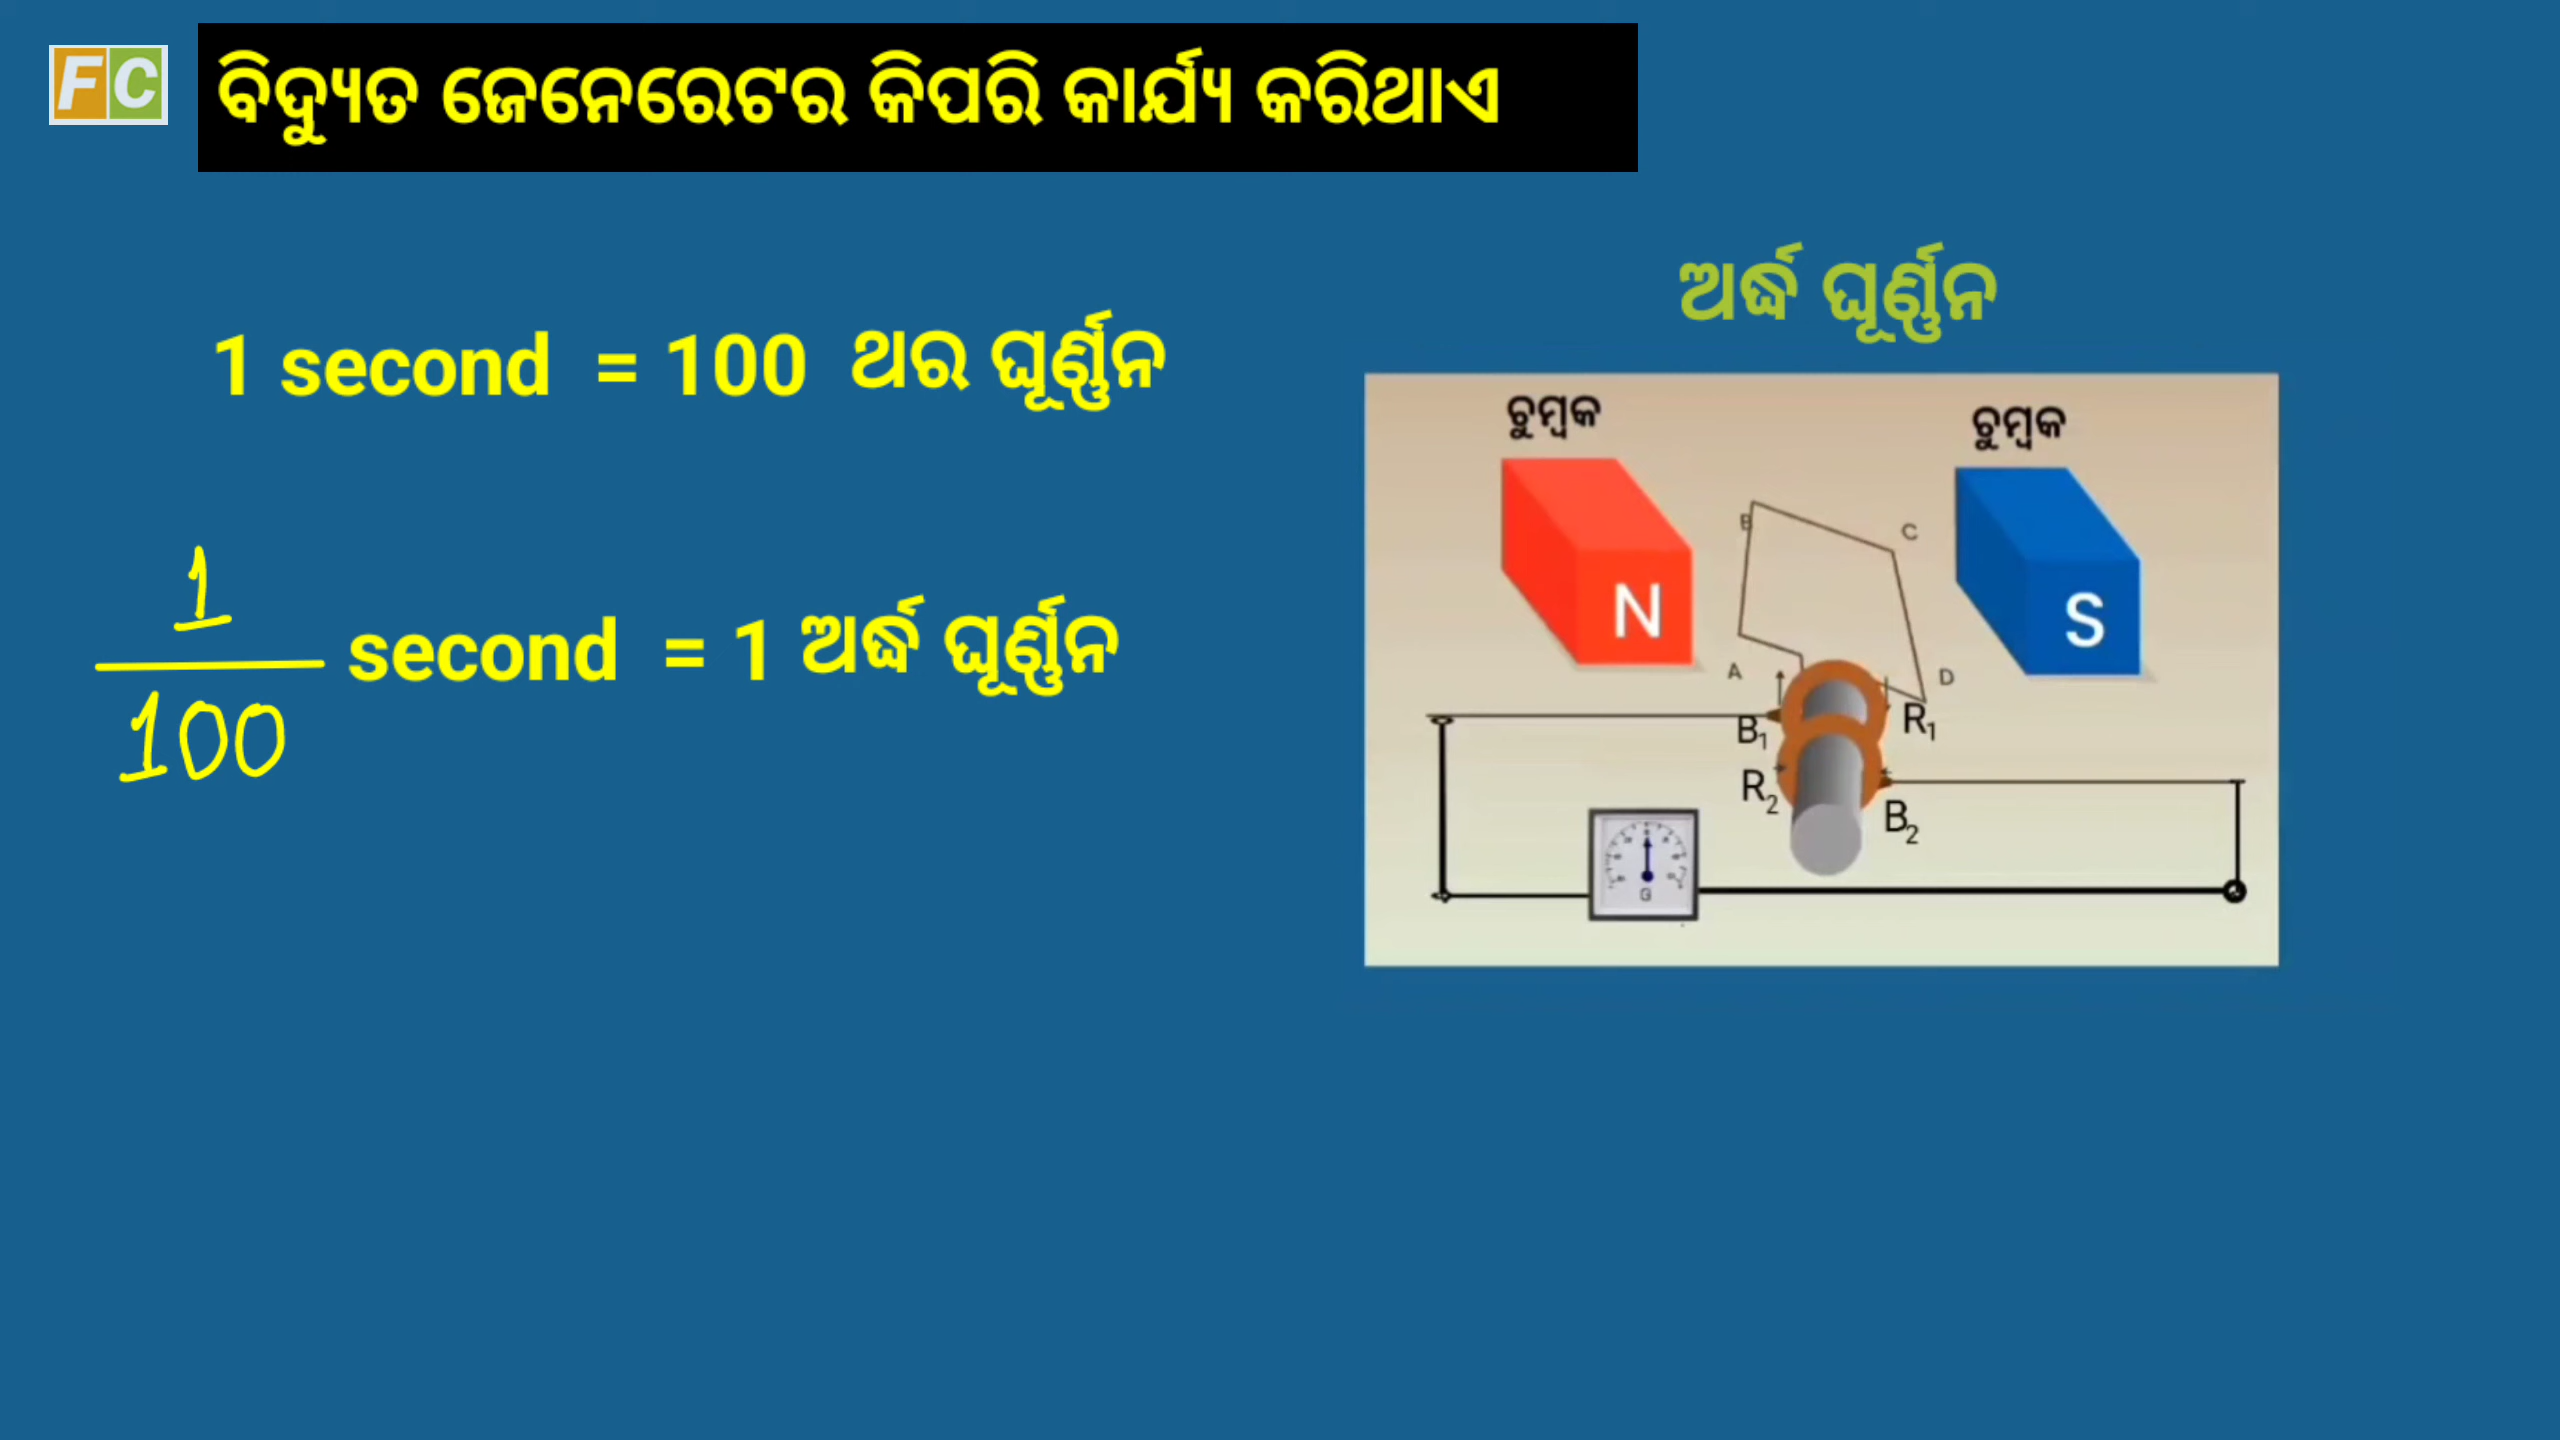 FC
ବିଦ୍ୟୁତ ଜେନେରେଟର କିପରି କାର୍ଯ୍ୟ କରିଥାଏ
1 second = 100 ଥର ଘୂର୍ଣ୍ଣନ
1
100
second = 1 ଅର୍ଦ୍ଧ ଘୂର୍ଣ୍ଣନ
ଅର୍ଦ୍ଧ ଘୂର୍ଣ୍ଣନ
ଚୁମ୍ବକ
ଚୁମ୍ବକ
N
S
B
C
A
D
B1
R1
R2
B2
G